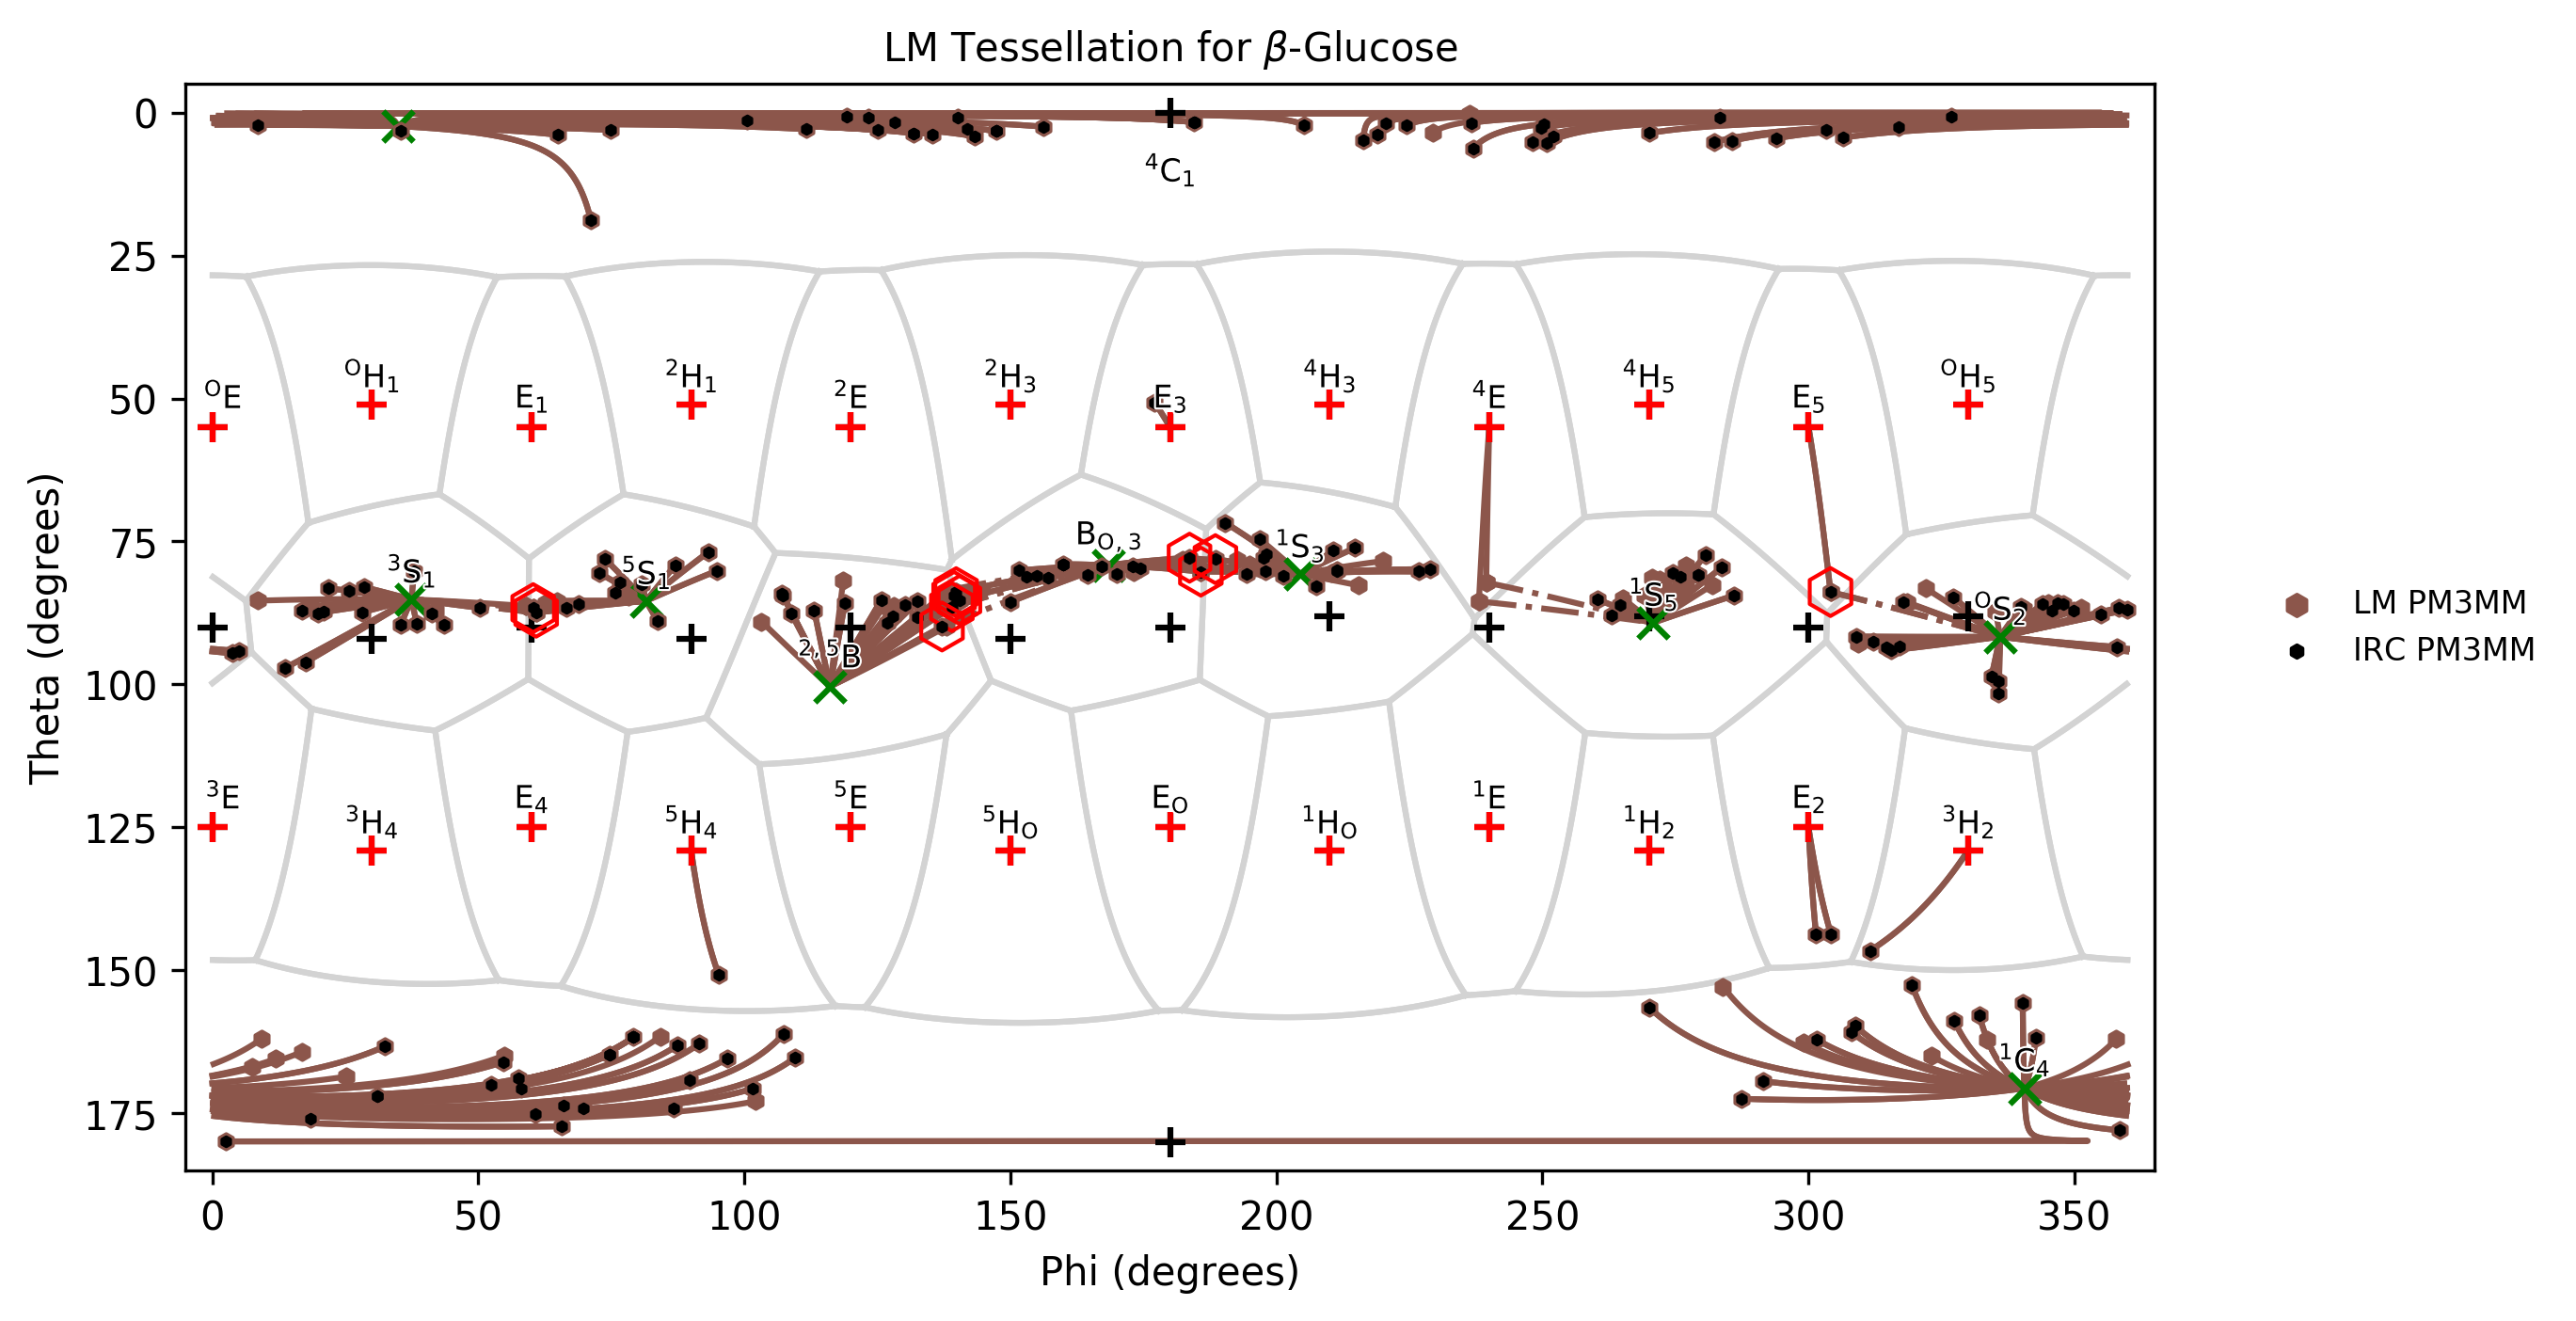 LM Tessellation for β-Glucose
Theta (degrees)
0
25
50
75
100
125
150
175
⁴C₁
ᴼE
ᴼH₁
E₁
²H₁
²E
²H₃
E₃
⁴H₃
⁴E
⁴H₅
E₅
ᴼH₅
³S₁
⁵S₁
²,⁵B
B_O,3
¹S₃
¹S₅
ᴼS₂
³E
³H₄
E₄
⁵H₄
⁵E
⁵H_O
E_O
¹H_O
¹E
¹H₂
E₂
³H₂
¹C₄
0 50 100 150 200 250 300 350
Phi (degrees)
LM PM3MM
IRC PM3MM